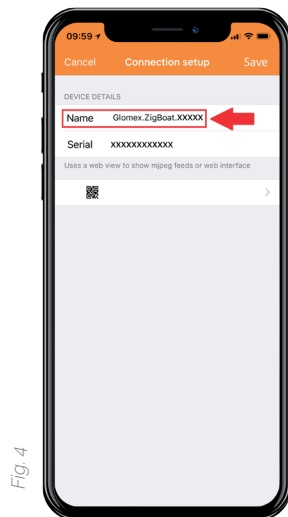 09:59
Cancel Connection setup Save
DEVICE DETAILS
Name Glomex.ZigBoat.XXXXX
Serial xxxxxxxxxxxx
Uses a web view to show mjpeg feeds or web interface
Fig. 4